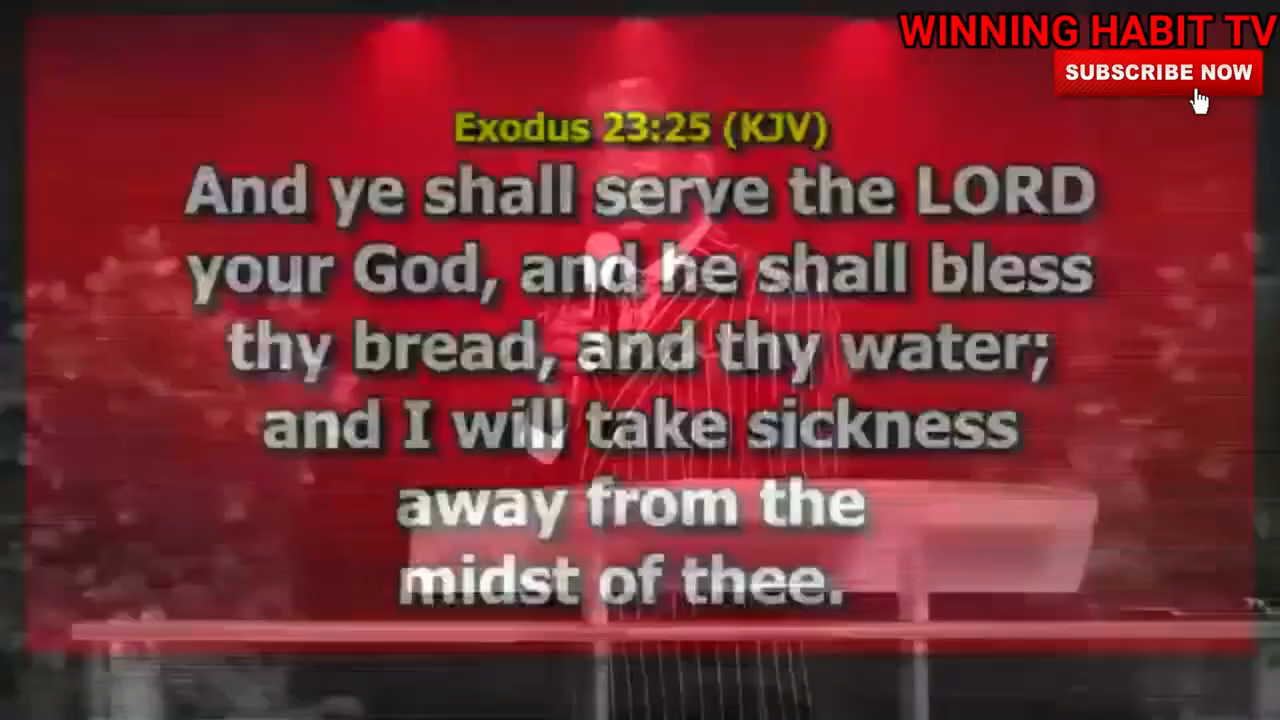 WINNING HABIT TV
SUBSCRIBE NOW
Exodus 23:25 (KJV)
And ye shall serve the LORD
your God, and he shall bless
thy bread, and thy water;
and I will take sickness
away from the
midst of thee.